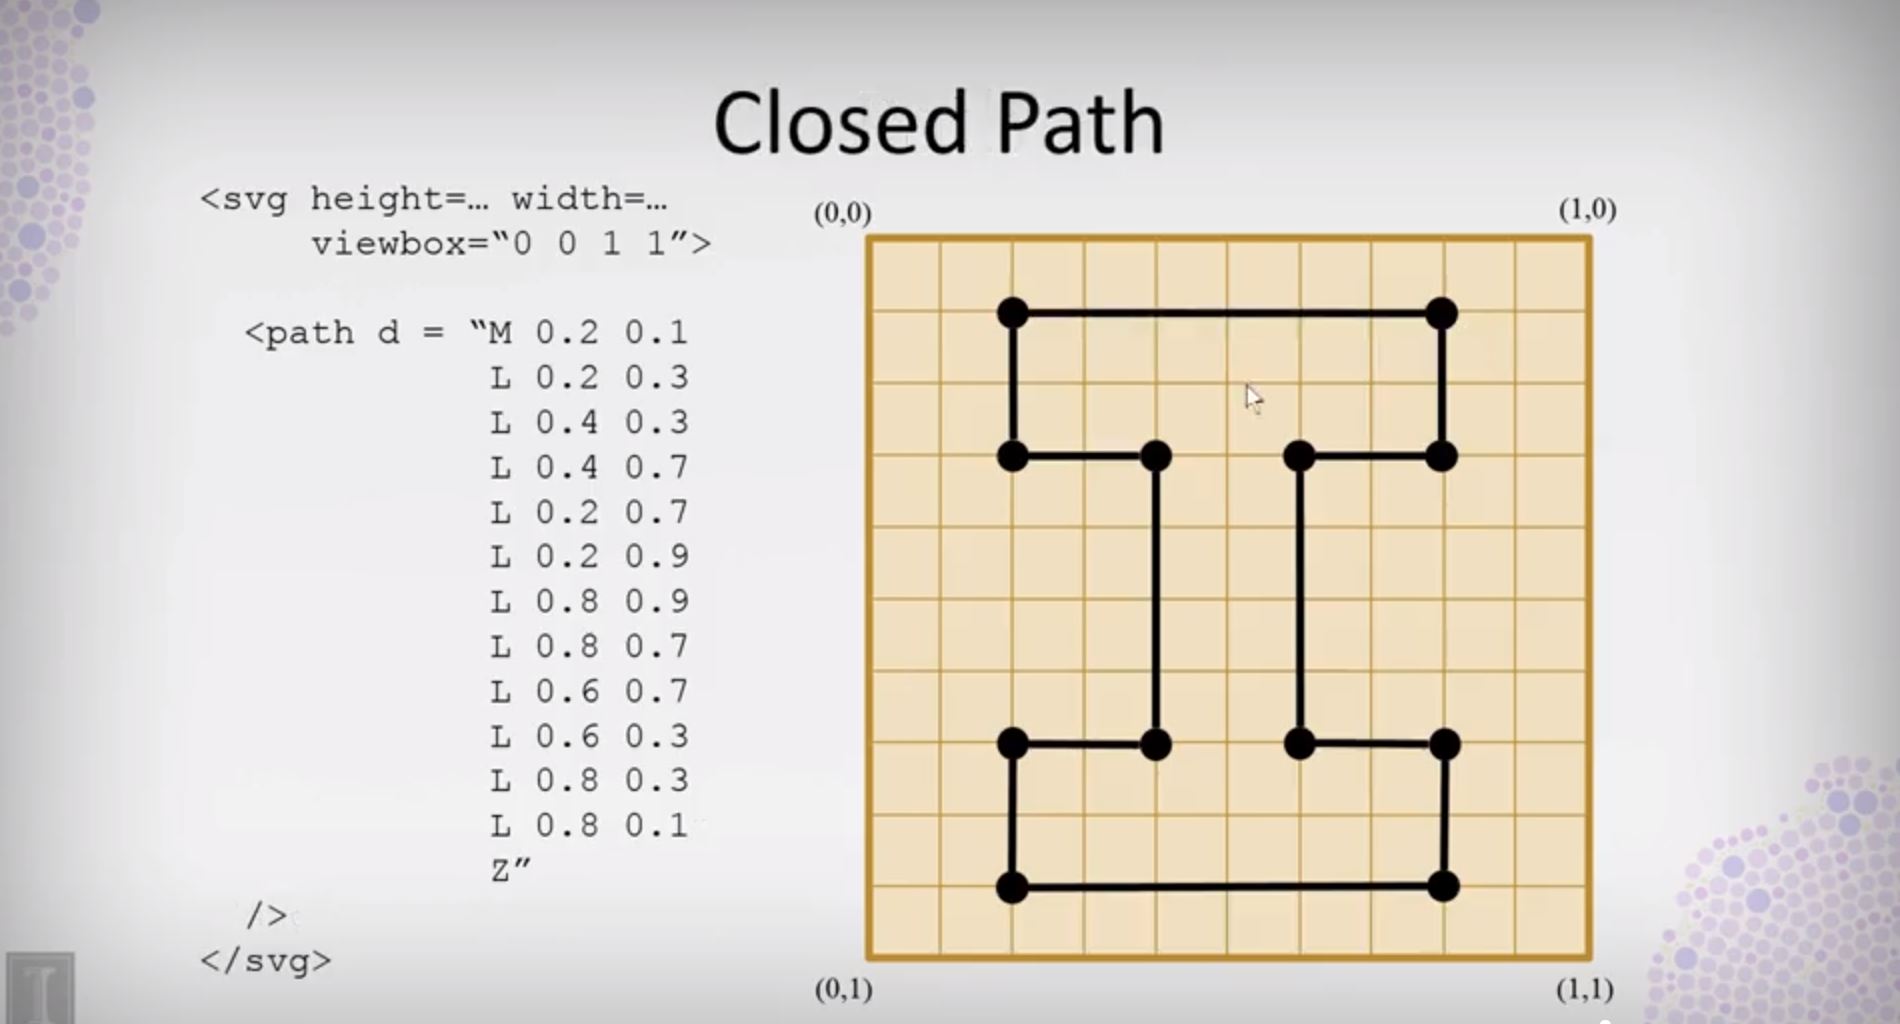 Closed Path
<svg height=… width=…
viewbox=“0 0 1 1”>
<path d = “M 0.2 0.1
L 0.2 0.3
L 0.4 0.3
L 0.4 0.7
L 0.2 0.7
L 0.2 0.9
L 0.8 0.9
L 0.8 0.7
L 0.6 0.7
L 0.6 0.3
L 0.8 0.3
L 0.8 0.1
Z”
/>
</svg>
(0,0)
(1,0)
(0,1)
(1,1)
I